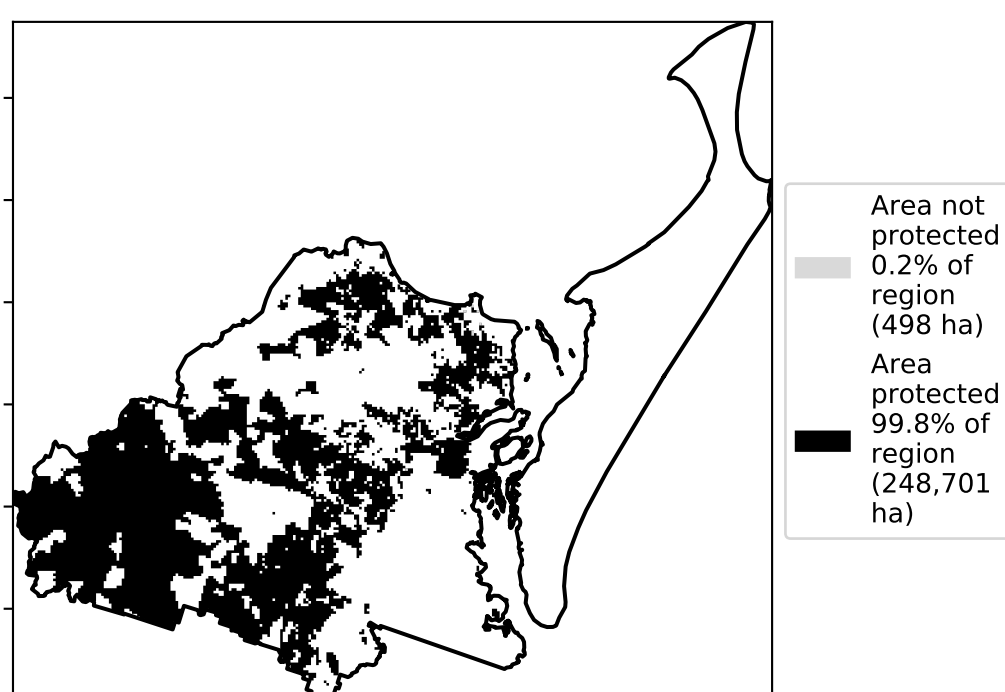 Area not
protected
0.2% of
region
(498 ha)
Area
protected
99.8% of
region
(248,701
ha)